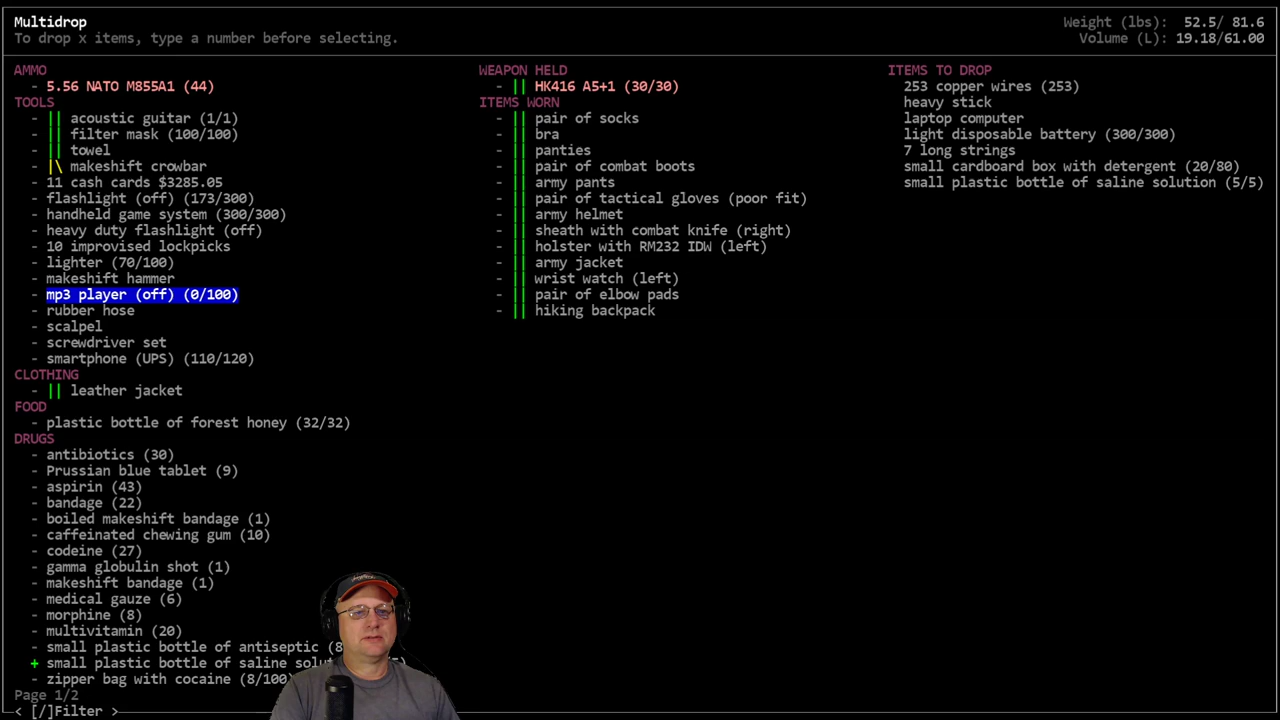 Multidrop
To drop x items, type a number before selecting.
Weight (lbs): 52.5/ 81.6
Volume (L): 19.18/61.00
AMMO
- 5.56 NATO M855A1 (44)
TOOLS
- || acoustic guitar (1/1)
- || filter mask (100/100)
- || towel
- |\ makeshift crowbar
- 11 cash cards $3285.05
- flashlight (off) (173/300)
- handheld game system (300/300)
- heavy duty flashlight (off)
- 10 improvised lockpicks
- lighter (70/100)
- makeshift hammer
- mp3 player (off) (0/100)
- rubber hose
- scalpel
- screwdriver set
- smartphone (UPS) (110/120)
CLOTHING
- || leather jacket
FOOD
- plastic bottle of forest honey (32/32)
DRUGS
- antibiotics (30)
- Prussian blue tablet (9)
- aspirin (43)
- bandage (22)
- boiled makeshift bandage (1)
- caffeinated chewing gum (10)
- codeine (27)
- gamma globulin shot (1)
- makeshift bandage (1)
- medical gauze (6)
- morphine (8)
- multivitamin (20)
- small plastic bottle of antiseptic (8
+ small plastic bottle of saline
- zipper bag with cocaine (8/100)
Page 1/2
< [/]Filter >
WEAPON HELD
- || HK416 A5+1 (30/30)
ITEMS WORN
- || pair of socks
- || bra
- || panties
- || pair of combat boots
- || army pants
- || pair of tactical gloves (poor fit)
- || army helmet
- || sheath with combat knife (right)
- || holster with RM232 IDW (left)
- || army jacket
- || wrist watch (left)
- || pair of elbow pads
- || hiking backpack
ITEMS TO DROP
253 copper wires (253)
heavy stick
laptop computer
light disposable battery (300/300)
7 long strings
small cardboard box with detergent (20/80)
small plastic bottle of saline solution (5/5)